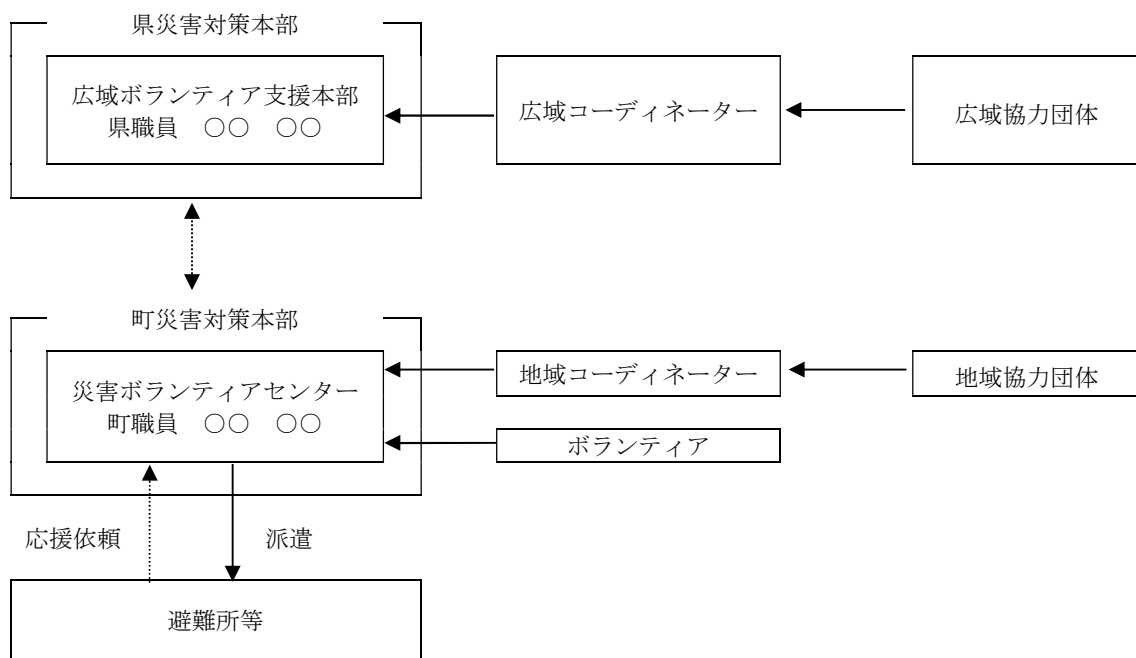 県災害対策本部
広域ボランティア支援本部
県職員　○○　○○
広域コーディネーター
広域協力団体
町災害対策本部
災害ボランティアセンター
町職員　○○　○○
地域コーディネーター
地域協力団体
ボランティア
応援依頼
派遣
避難所等